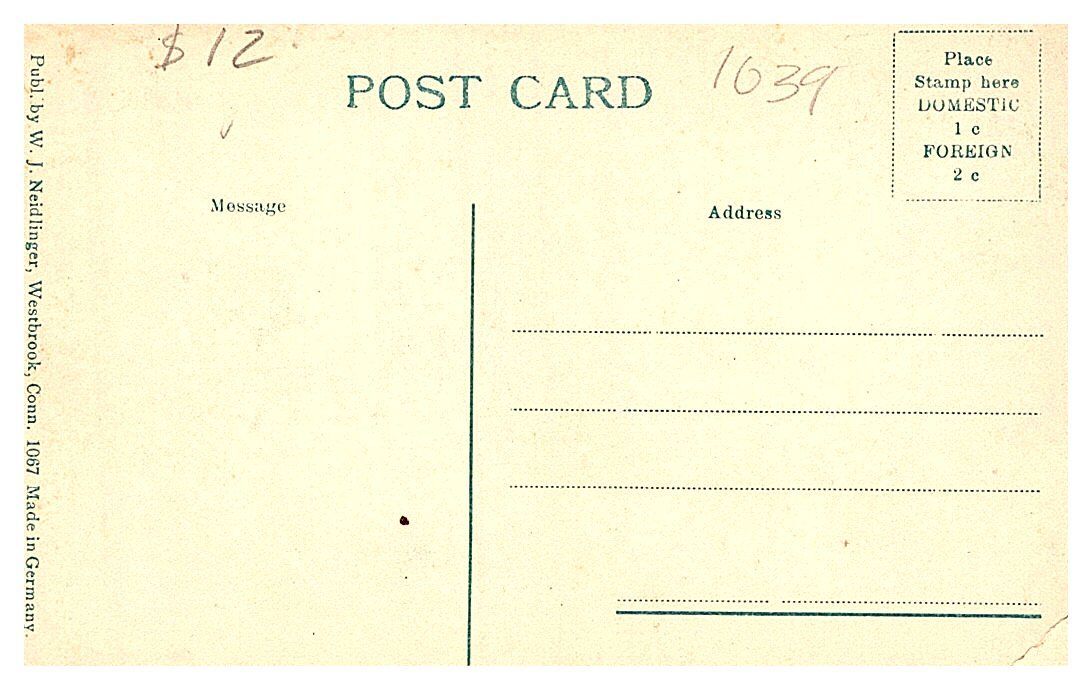 $12
POST CARD
1039
Place
Stamp here
DOMESTIC
1 c
FOREIGN
2 c
Message
Address
Publ. by W. J. Neidlinger, Westbrook, Conn. 1067 Made in Germany.